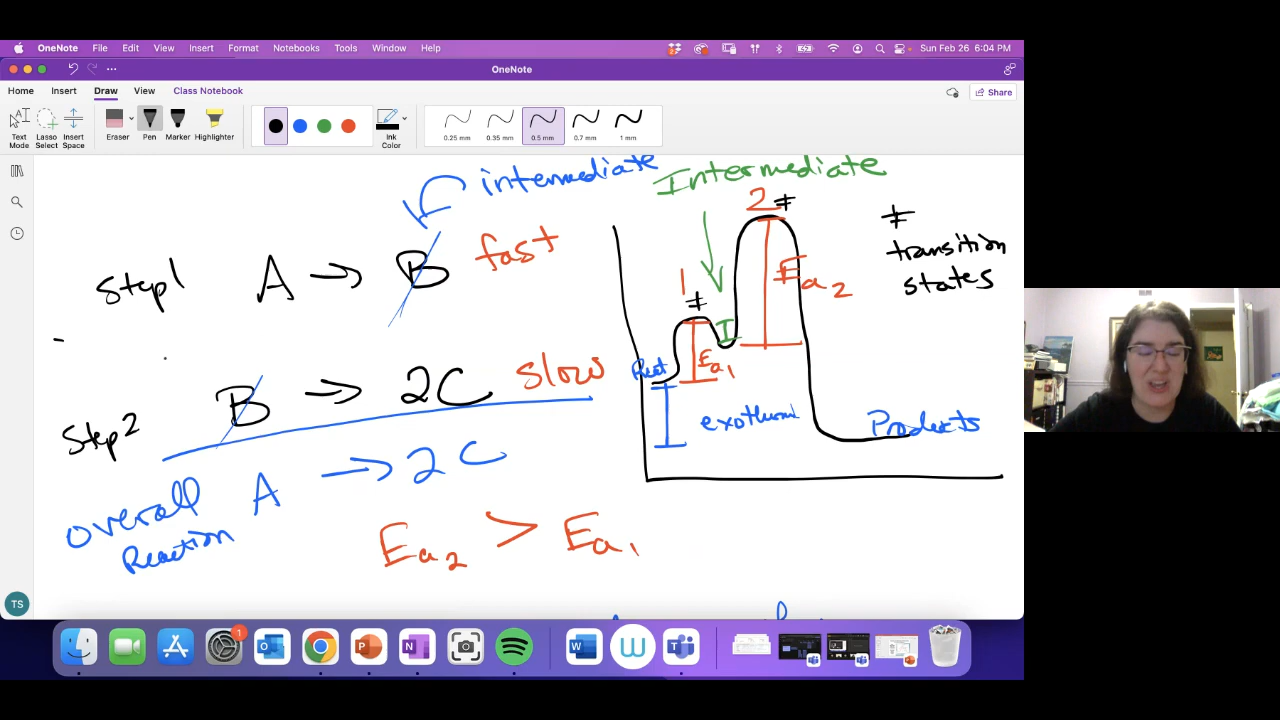 OneNote File Edit View Insert Format Notebooks Tools Window Help Sun Feb 26 6:04 PM
OneNote
Home Insert Draw View Class Notebook Share
Text Mode
Lasso Select
Insert Space
Eraser
Pen
Marker
Highlighter
Ink Color
0.25 mm
0.35 mm
0.5 mm
0.7 mm
1 mm
intermediate
Step 1 A → B fast
Step 2 B → 2C slow
overall Reaction A → 2C
Ea2 > Ea1
Intermediate
2 ‡
1 ‡
Ea2
Ea1
‡
transition
states
exotherm
Products
TS
1
W
P
N
W